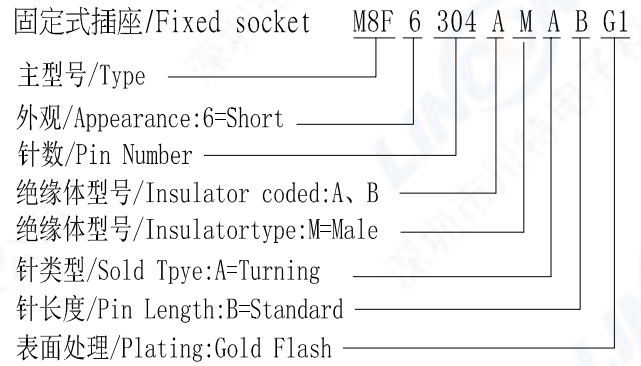 固定式插座/Fixed socket M8F 6 304 A M A B G1
主型号/Type
外观/Appearance:6=Short
针数/Pin Number
绝缘体型号/Insulator coded:A、B
绝缘体型号/Insulatortype:M=Male
针类型/Sold Tpye:A=Turning
针长度/Pin Length:B=Standard
表面处理/Plating:Gold Flash